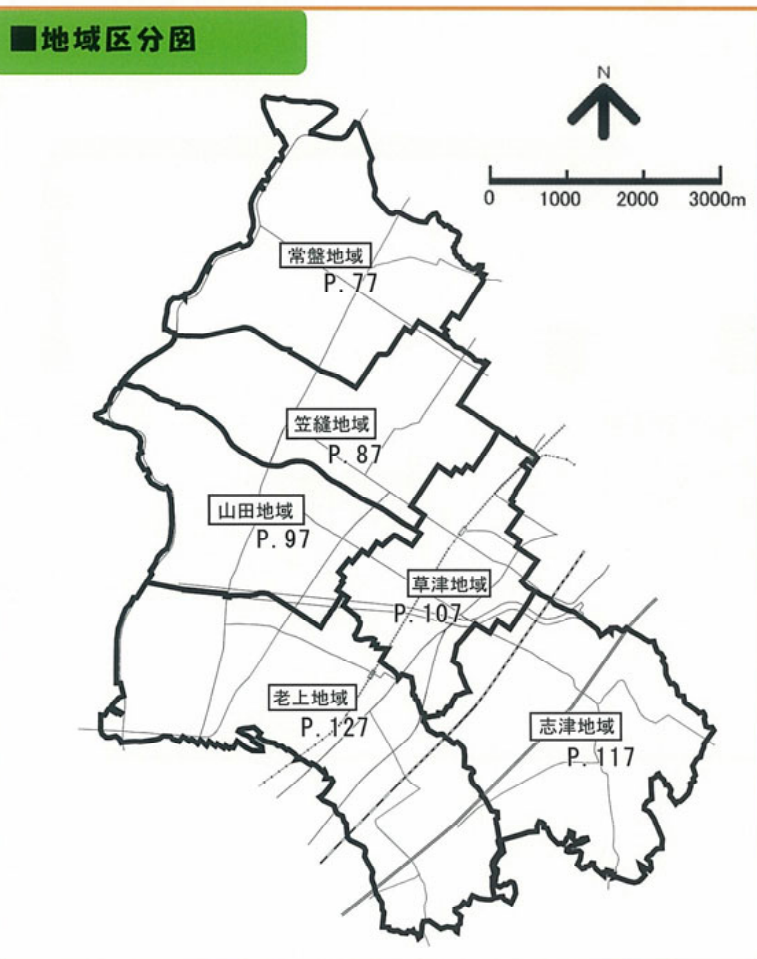 ■地域区分図
N
0 1000 2000 3000m
常盤地域
P.77
笠縫地域
P.87
山田地域
P.97
草津地域
P.107
老上地域
P.127
志津地域
P.117